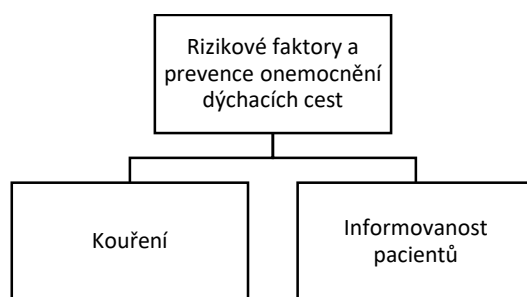 Rizikové faktory a
prevence onemocnění
dýchacích cest
Kouření
Informovanost
pacientů